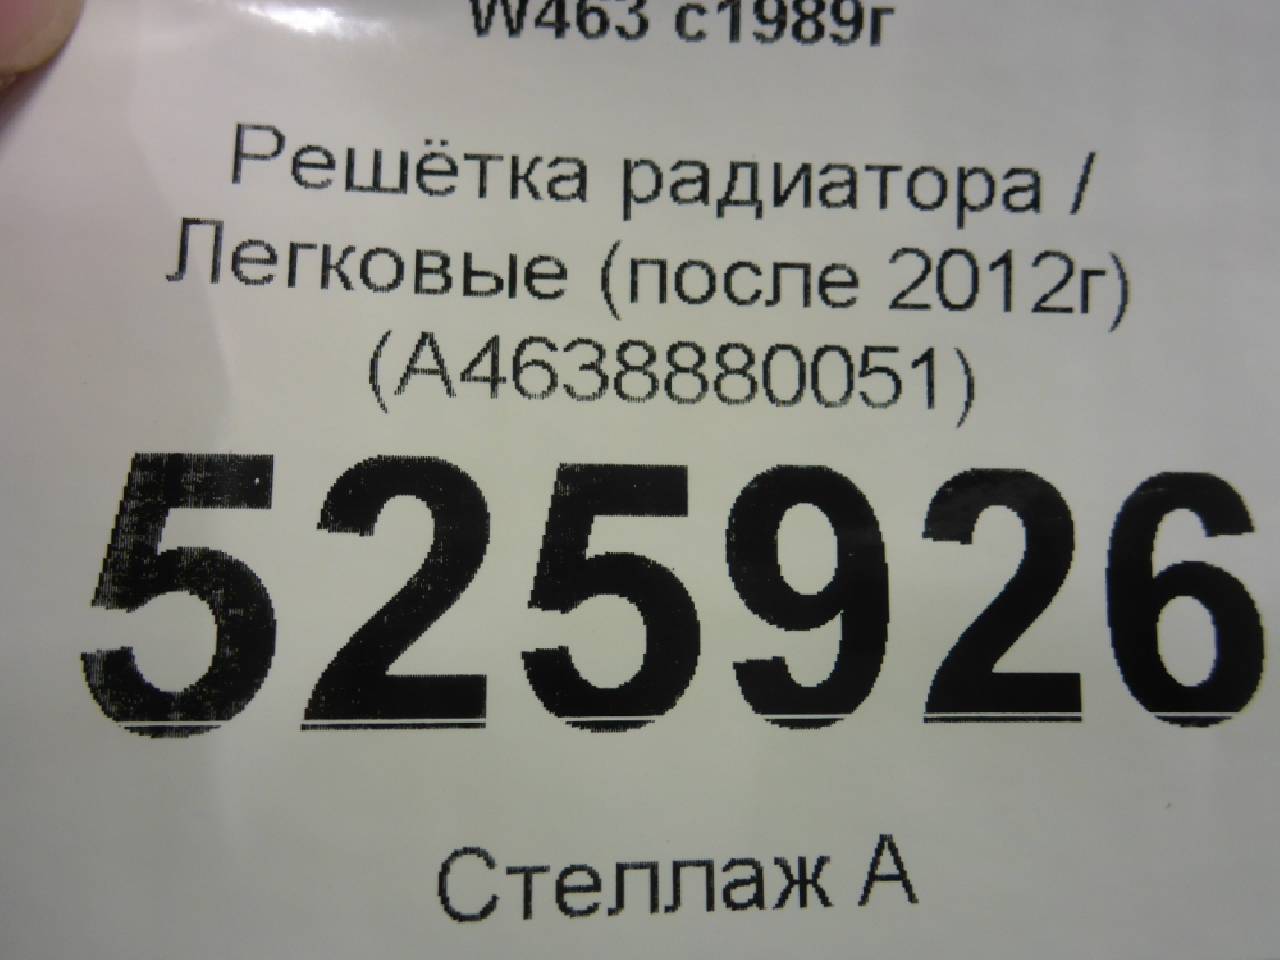 W463 с1989г
Решётка радиатора /
Легковые (после 2012г)
(A4638880051)
525926
Стеллаж А